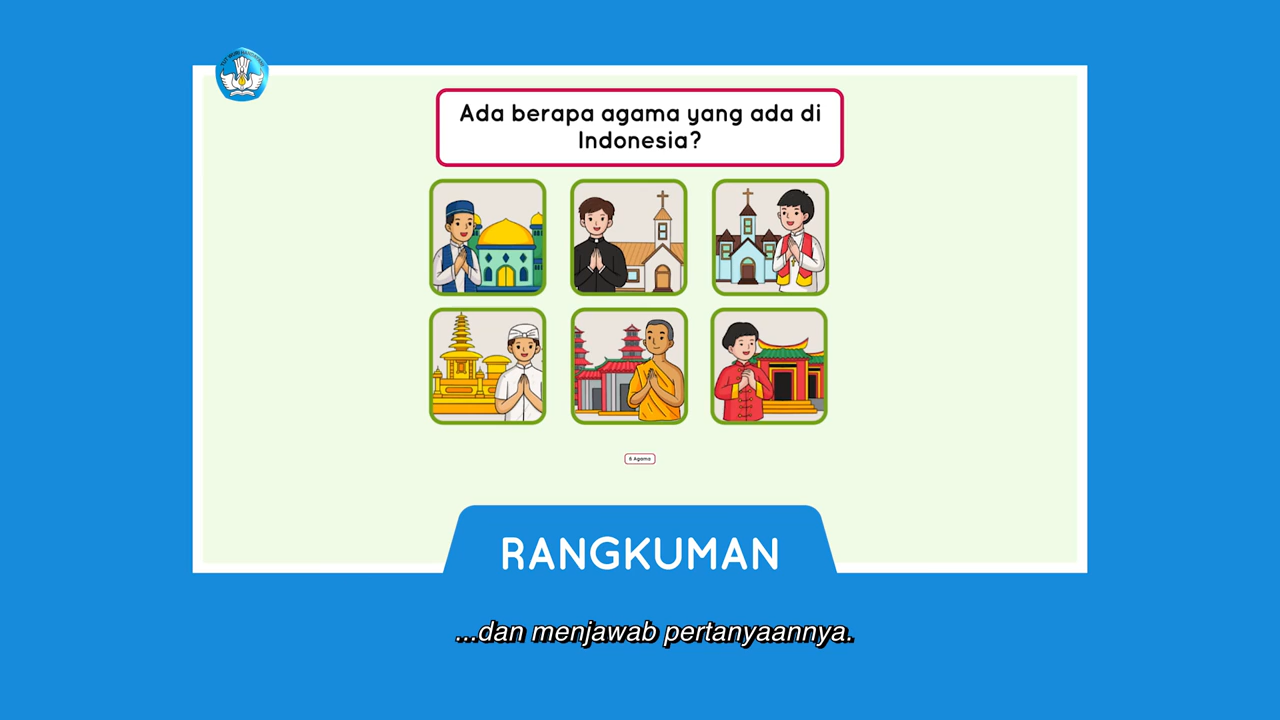 Ada berapa agama yang ada di
Indonesia?
6 Agama
RANGKUMAN
...dan menjawab pertanyaannya.